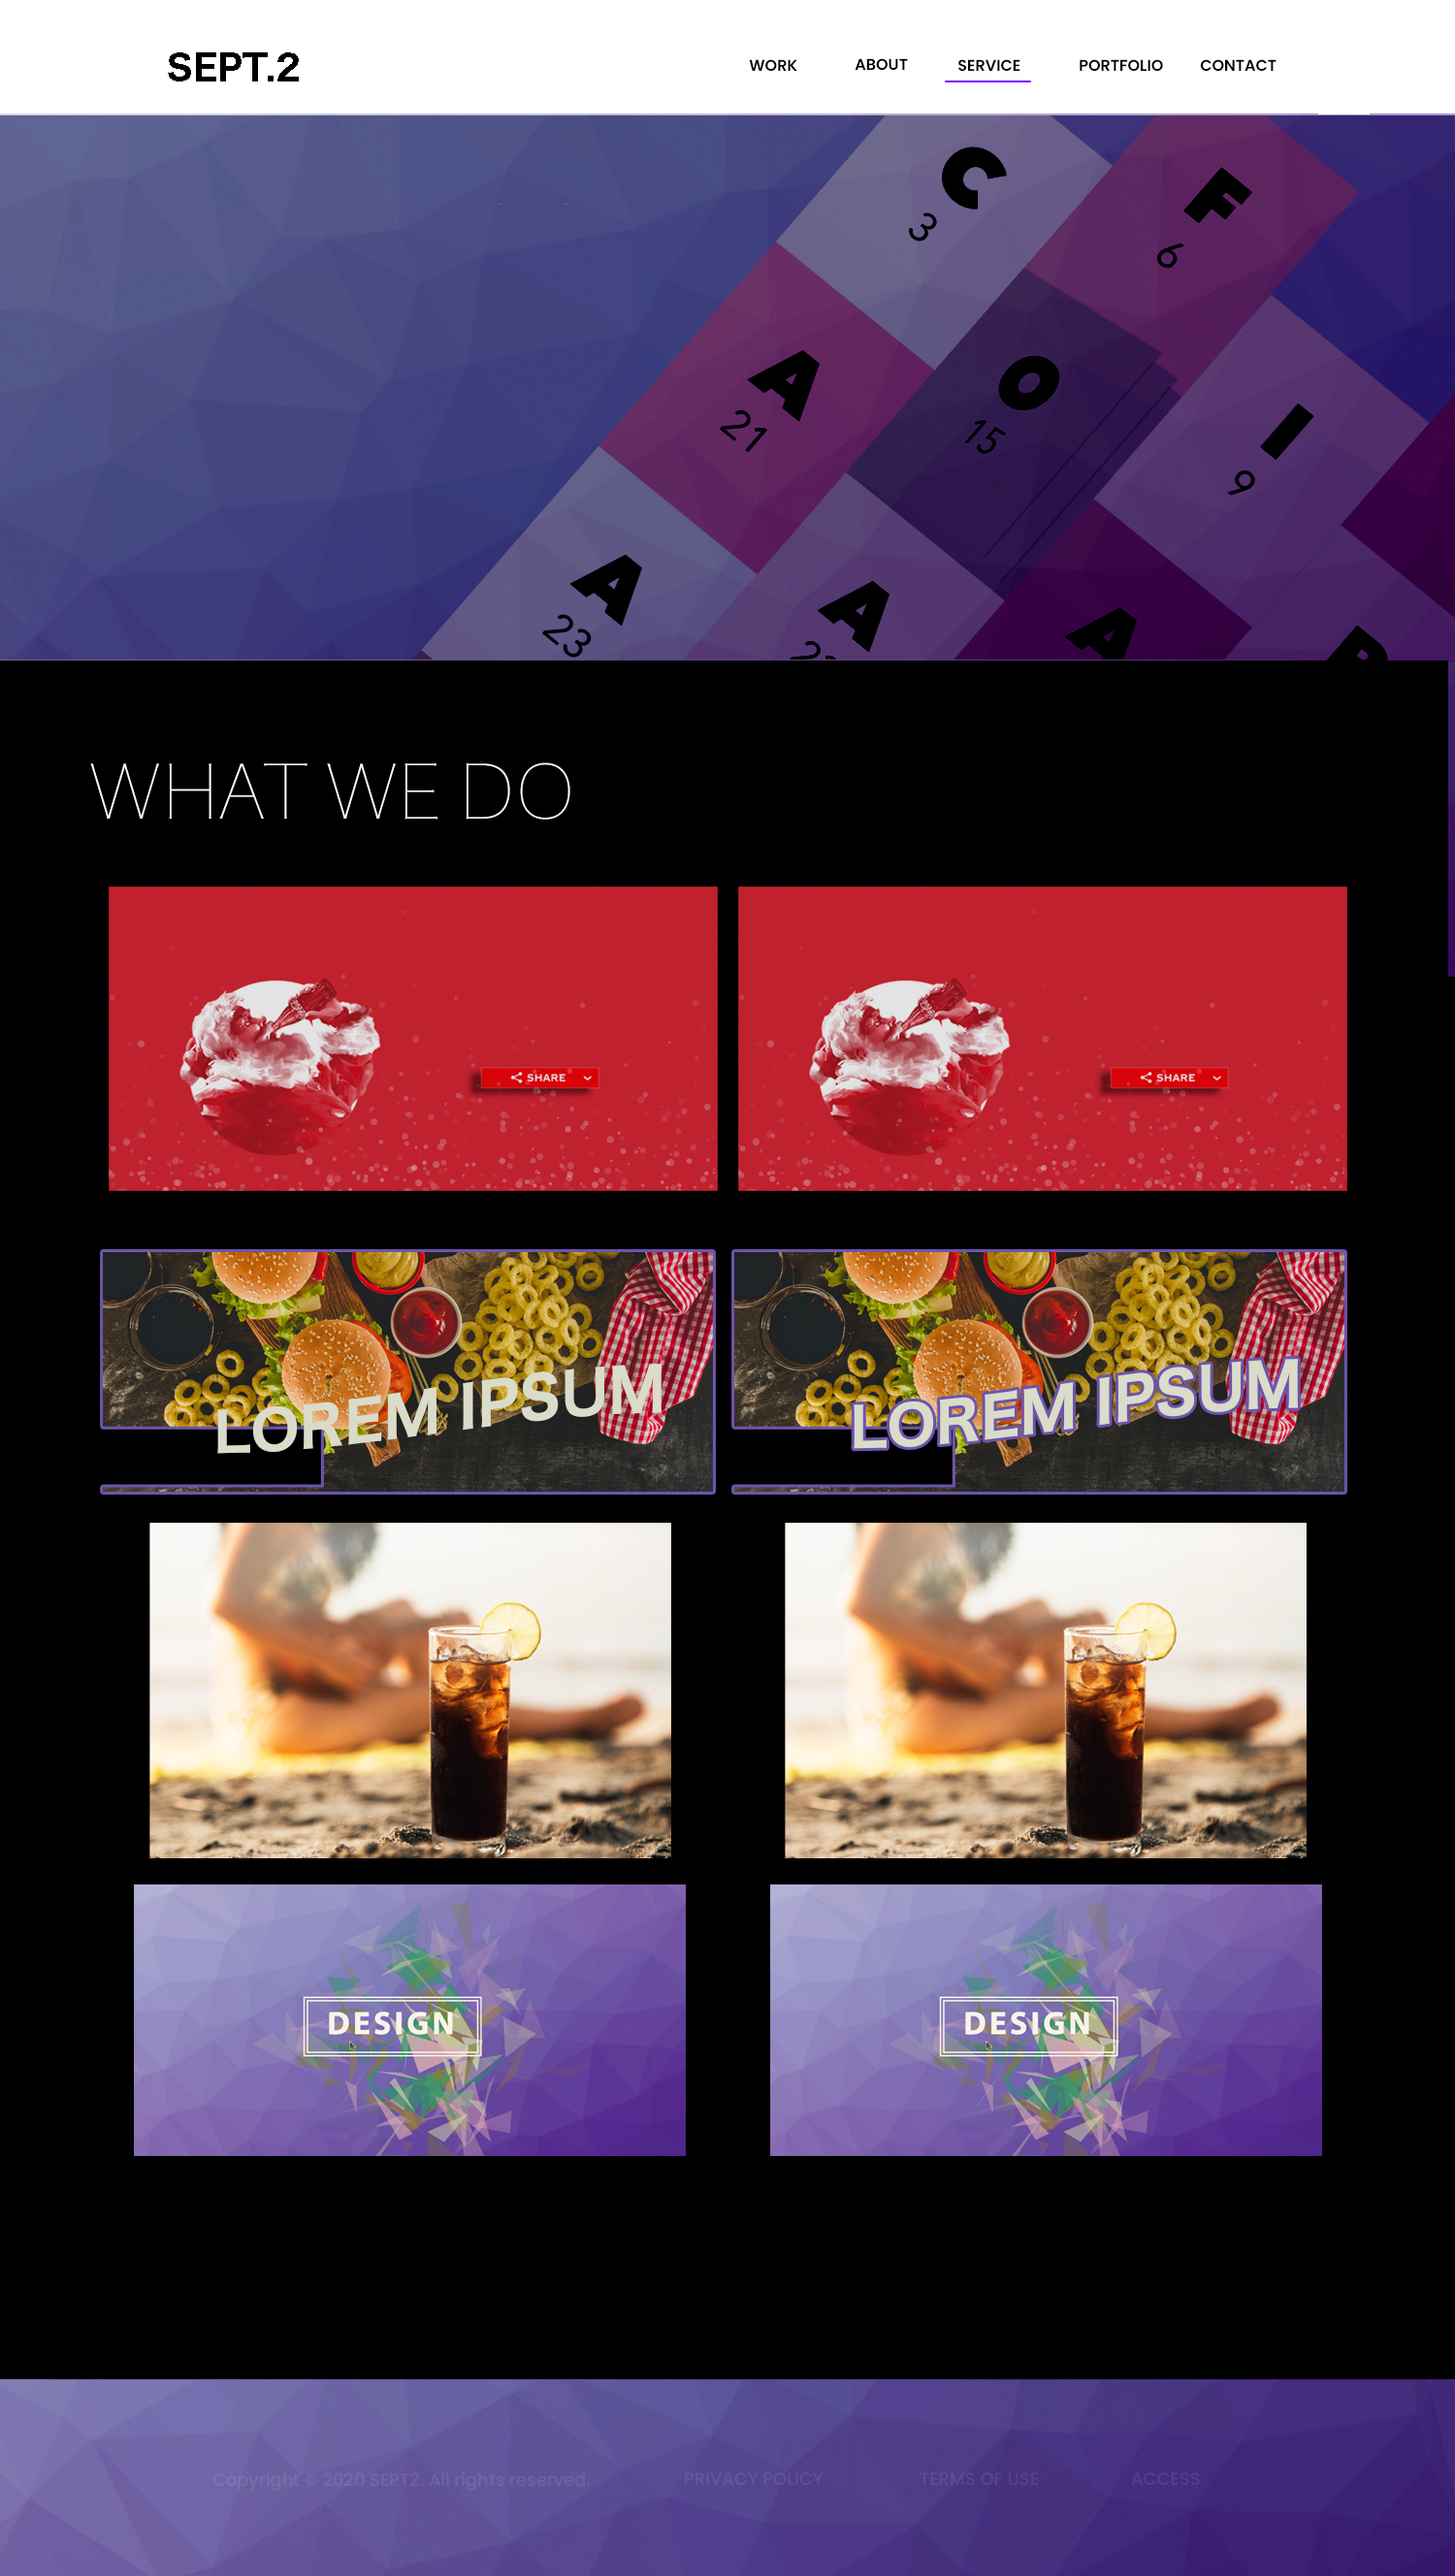 SEPT.2
WORK ABOUT SERVICE PORTFOLIO CONTACT
C
3
F
6
A
21
O
15
I
9
A
23
A
A
WHAT WE DO
SHARE
SHARE
LOREM IPSUM
LOREM IPSUM
DESIGN
DESIGN
Copyright © 2020 SEPT2. All rights reserved. PRIVACY POLICY TERMS OF USE ACCESS